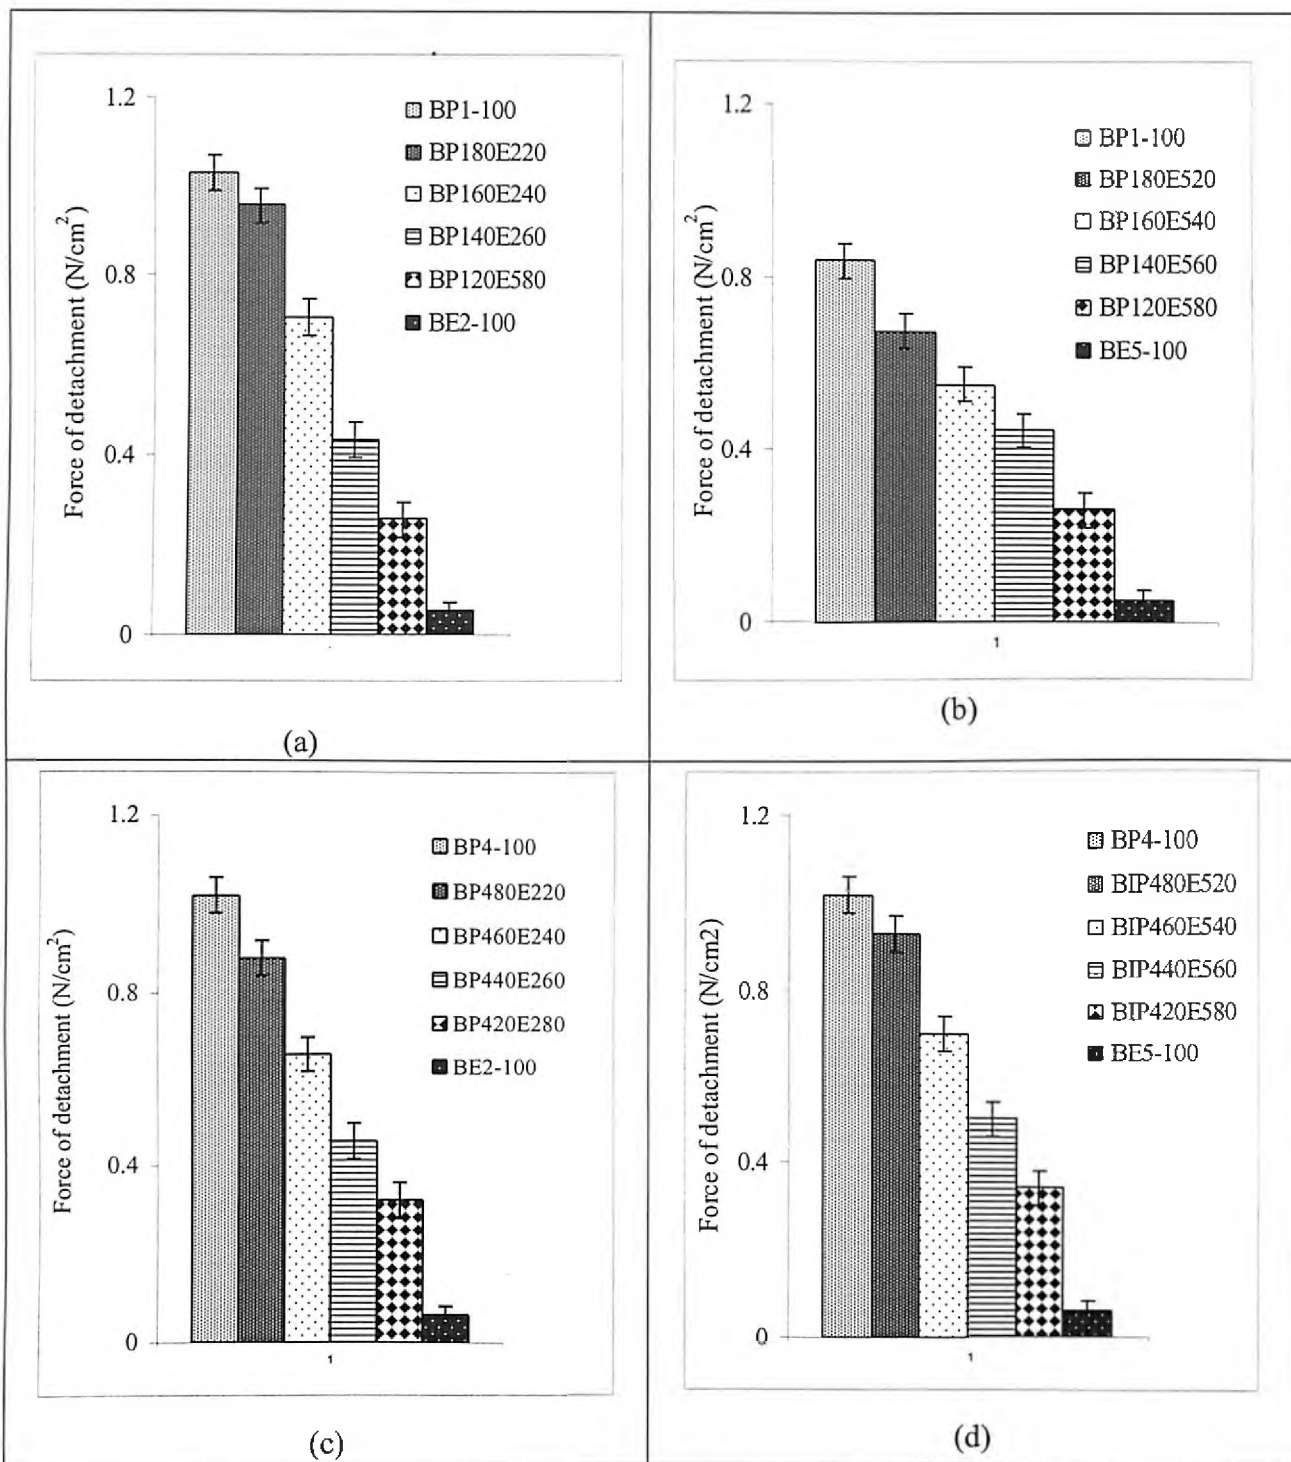 Force of detachment (N/cm²)
1.2
0.8
0.4
0
BP1-100
BP180E220
BP160E240
BP140E260
BP120E580
BE2-100
(a)
Force of detachment (N/cm²)
1.2
0.8
0.4
0
1
BP1-100
BP180E520
BP160E540
BP140E560
BP120E580
BE5-100
(b)
Force of detachment (N/cm²)
1.2
0.8
0.4
0
1
BP4-100
BP480E220
BP460E240
BP440E260
BP420E280
BE2-100
(c)
Force of detachment (N/cm2)
1.2
0.8
0.4
0
1
BP4-100
BIP480E520
BIP460E540
BIP440E560
BIP420E580
BE5-100
(d)